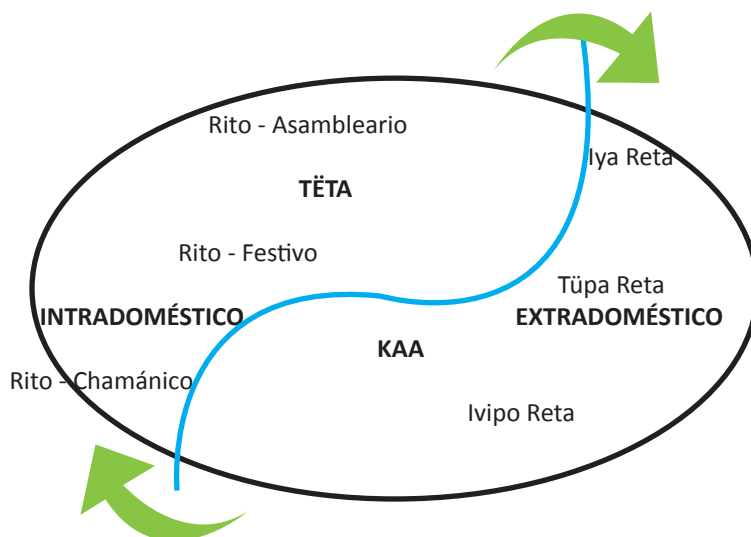 Rito - Asambleario
Iya Reta
TËTA
Rito - Festivo
Tüpa Reta
INTRADOMÉSTICO
EXTRADOMÉSTICO
KAA
Rito - Chamánico
Ivipo Reta